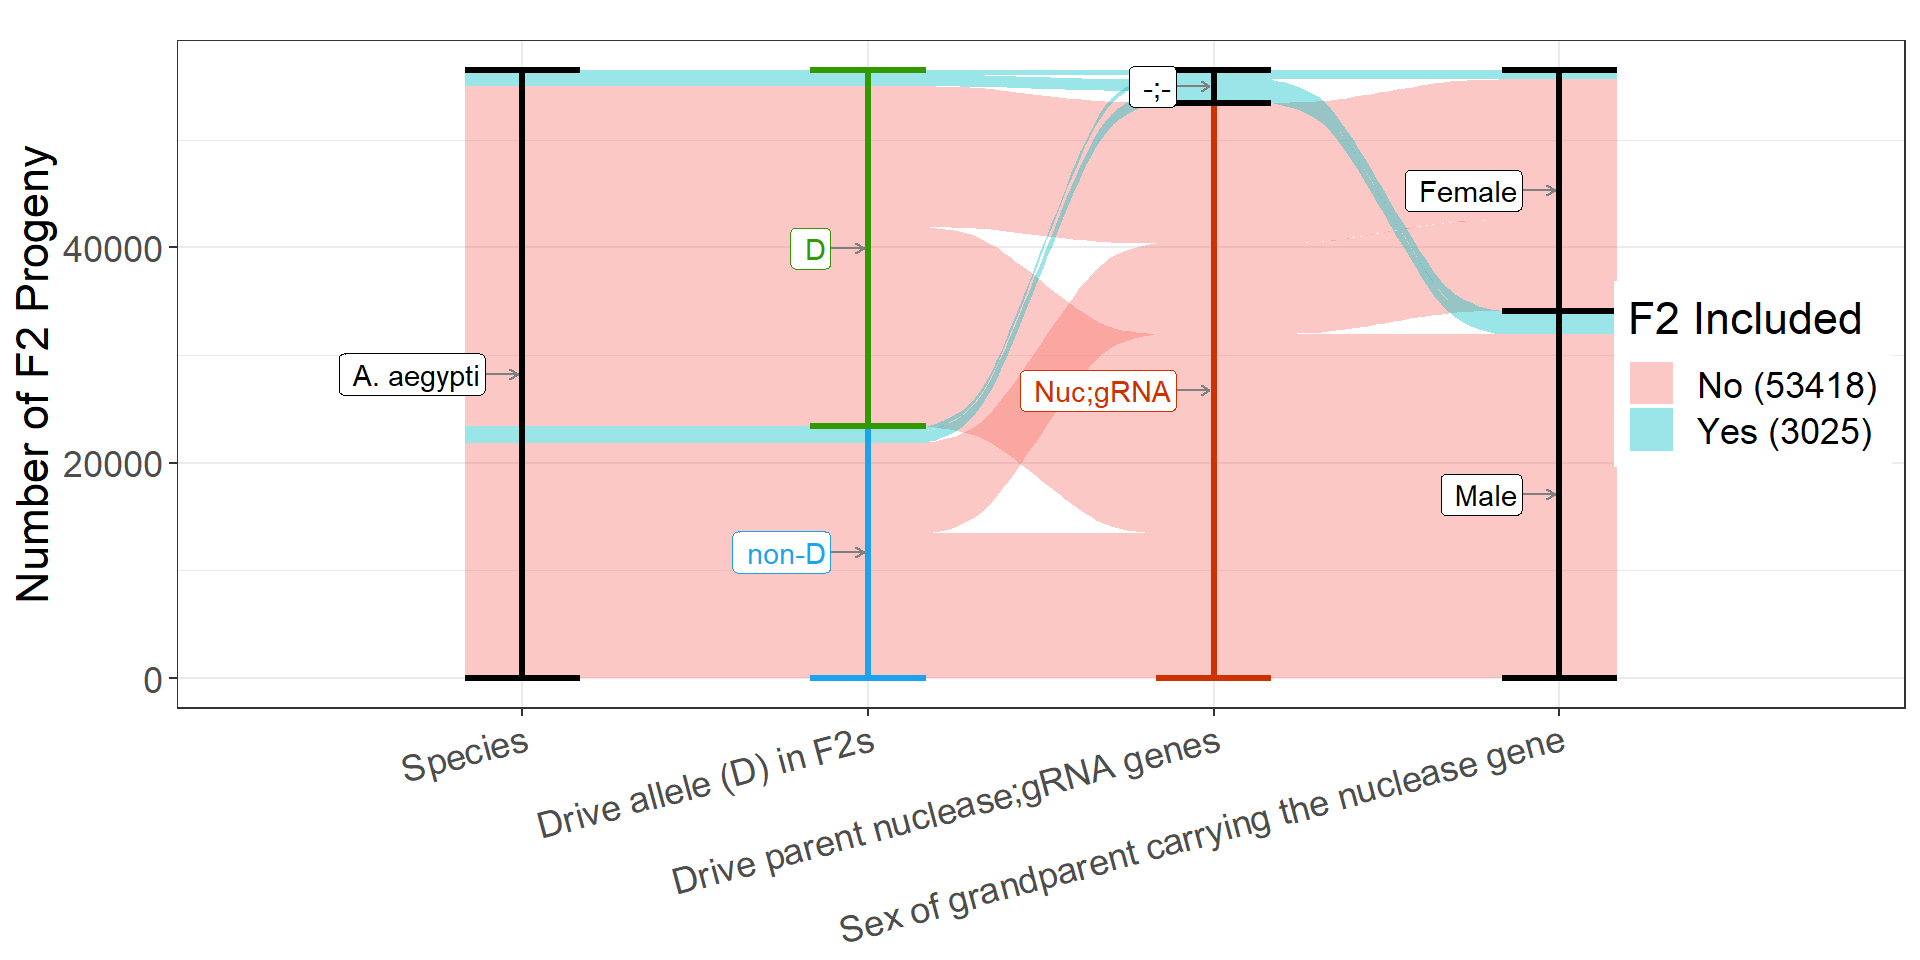 Number of F2 Progeny
40000
20000
0
-;-
Female
D
A. aegypti
Nuc;gRNA
Male
non-D
F2 Included
No (53418)
Yes (3025)
Species
Drive allele (D) in F2s
Drive parent nuclease;gRNA genes
Sex of grandparent carrying the nuclease gene